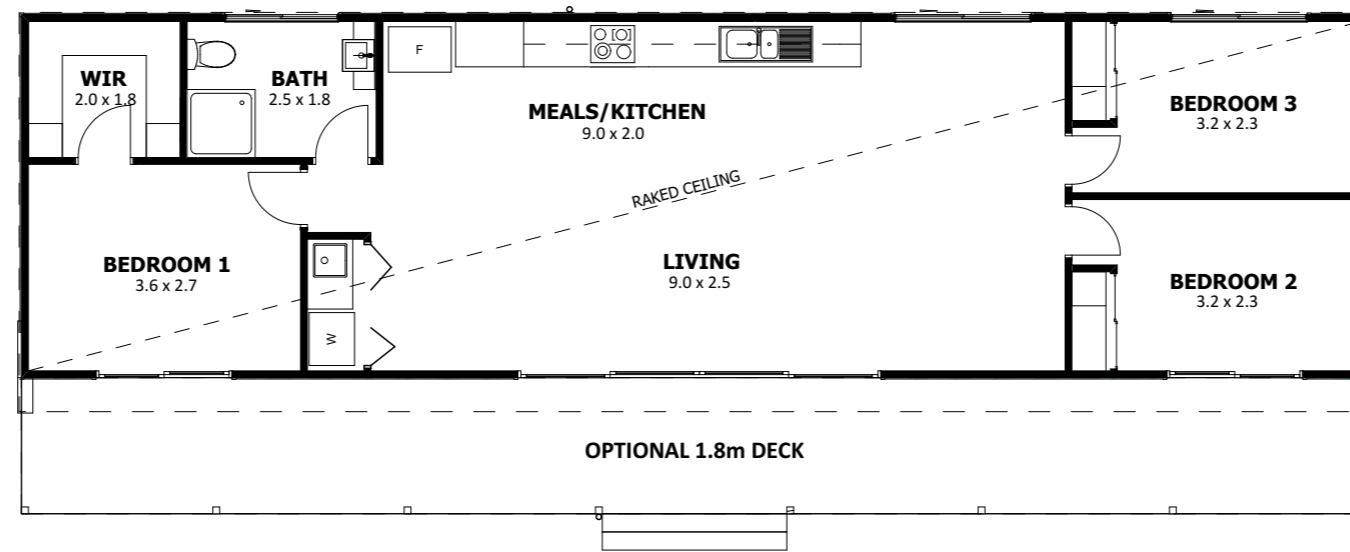 WIR
2.0 x 1.8
BATH
2.5 x 1.8
F
MEALS/KITCHEN
9.0 x 2.0
BEDROOM 3
3.2 x 2.3
RAKED CEILING
BEDROOM 1
3.6 x 2.7
W
LIVING
9.0 x 2.5
BEDROOM 2
3.2 x 2.3
OPTIONAL 1.8m DECK